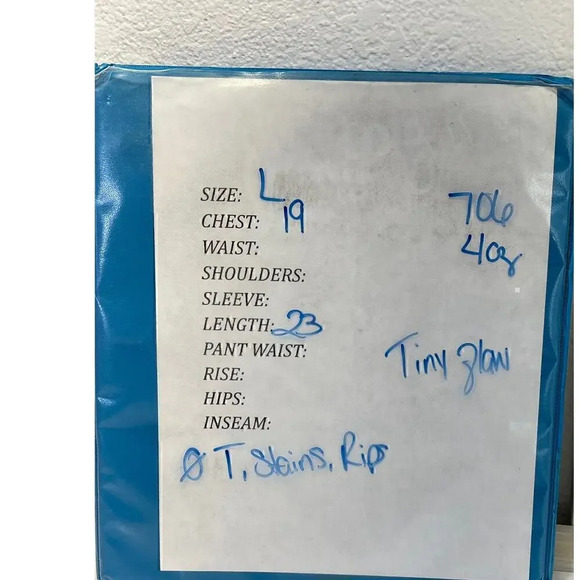 SIZE: L 706
CHEST: 19
WAIST: 4oz
SHOULDERS:
SLEEVE:
LENGTH: 23
PANT WAIST: Tiny flaw
RISE:
HIPS:
INSEAM:
Ø T, Stains, Rips